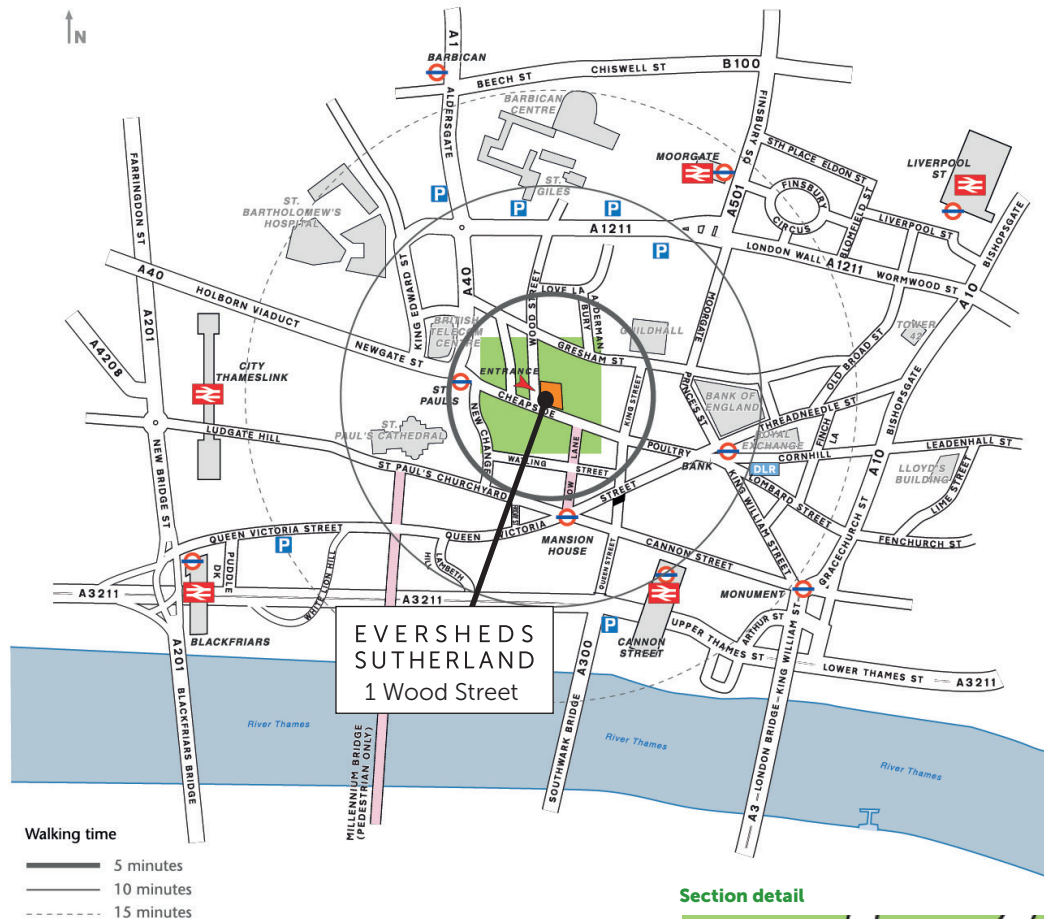 N
A1
BARBICAN
BEECH ST
CHISWELL ST
B100
BARBICAN
CENTRE
ALDERSGATE
FINSBURY SQ
MOORGATE
STH PLACE
ELDON ST
LIVERPOOL
ST
FARRINGDON ST
ST.
BARTHOLOMEW'S
HOSPITAL
P
P
P
ST.
GILES
A501
FINSBURY
CIRCUS
BLOMFIELD ST
LIVERPOOL ST
BISHOPSGATE
A1211
P
LONDON WALL
A1211
WORMWOOD ST
A40
HOLBORN VIADUCT
A201
KING EDWARD ST
A40
LOVE LA
WOOD STREET
ALDERMAN
BURY
MOORGATE
A10
BRITISH
TELECOM
CENTRE
GUILDHALL
TOWER
42
NEWGATE ST
GRESHAM ST
OLD BROAD ST
A4208
CITY
THAMESLINK
ENTRANCE
ST
PAUL'S
CHEAPSIDE
KING STREET
PRINCE'S ST
BANK OF
ENGLAND
THREADNEEDLE ST
BISHOPSGATE
LUDGATE HILL
ST.
PAUL'S CATHEDRAL
NEW CHANGE
POULTRY
ROYAL
EXCHANGE
FINCH
LA
LEADENHALL ST
CORNHILL
WATLING
STREET
BOW
LANE
BANK
DLR
A10
LLOYD'S
BUILDING
LIME STREET
ST PAUL'S CHURCHYARD
NEW BRIDGE ST
STREET
LOMBARD STREET
KING WILLIAM STREET
QUEEN VICTORIA STREET
QUEEN
VICTORIA
MANSION
HOUSE
CANNON STREET
GRACECHURCH ST
FENCHURCH ST
P
PUDDLE
DK
WHITE LION HILL
LAMBETH
HILL
QUEEN STREET
A3211
A3211
MONUMENT
BLACKFRIARS
P
CANNON
STREET
UPPER THAMES ST
ARTHUR ST
LOWER THAMES ST
A3211
EVERSHEDS
SUTHERLAND
1 Wood Street
A201
A300
KING WILLIAM ST
BLACKFRIARS BRIDGE
River Thames
MILLENNIUM BRIDGE
(PEDESTRIAN ONLY)
SOUTHWARK BRIDGE
River Thames
LONDON BRIDGE
A3
River Thames
Walking time
5 minutes
10 minutes
15 minutes
Section detail